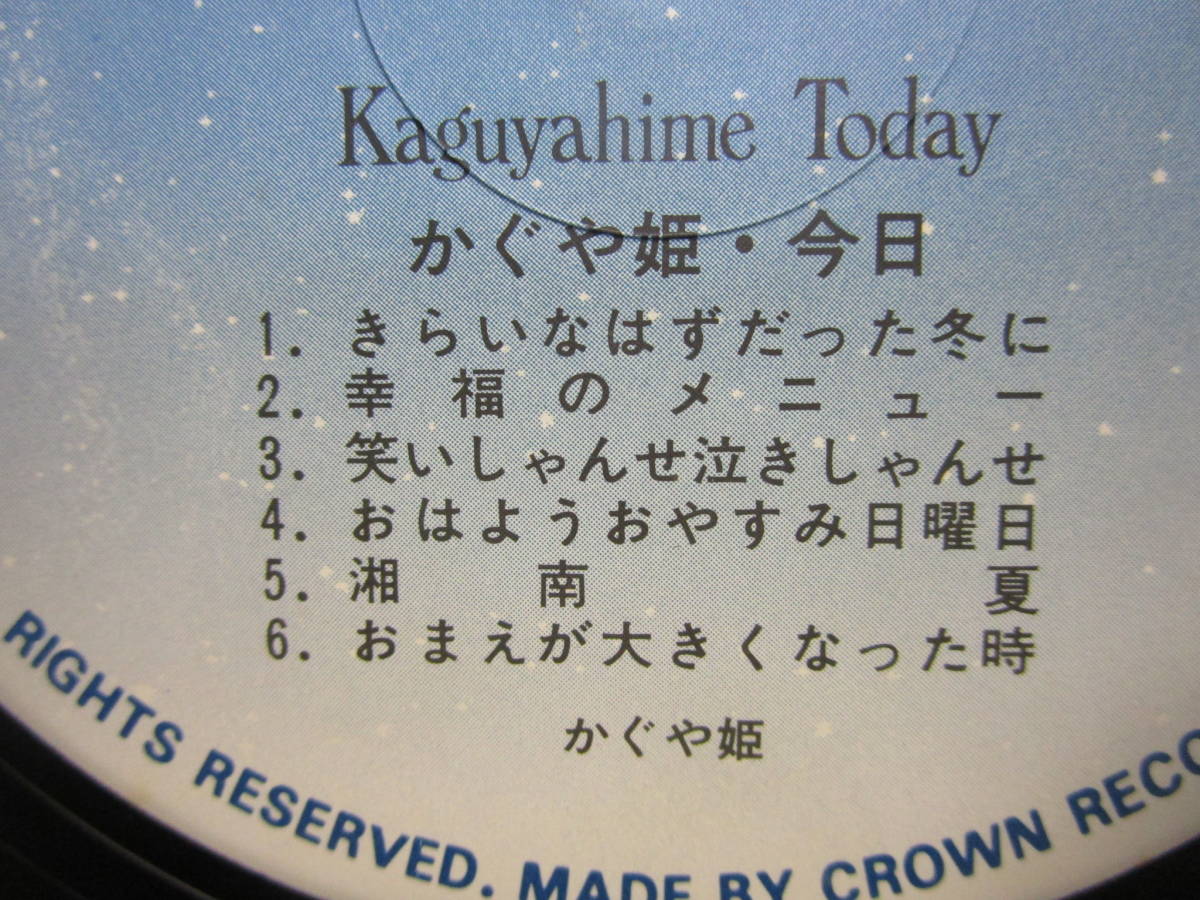 Kaguyahime Today
かぐや姫・今日
1. きらいなはずだった冬に
2. 幸福のメニュー
3. 笑いしゃんせ泣きしゃんせ
4. おはようおやすみ日曜日
5. 湘南 夏
6. おまえが大きくなった時
かぐや姫
RIGHTS RESERVED. MADE BY CROWN RECO